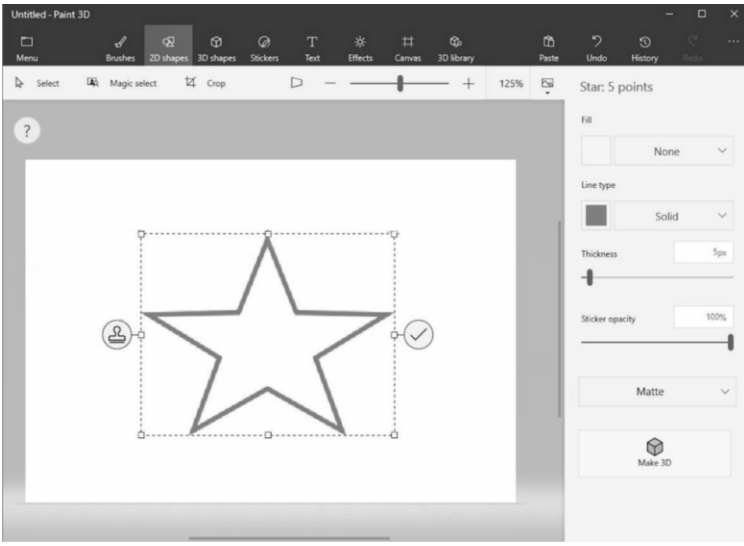 Untitled - Paint 3D
Menu Brushes 2D shapes 3D shapes Stickers Text Effects Canvas 3D library Paste Undo History Redo
Select Magic select Crop 125%
Star: 5 points
?
Fill
None
Line type
Solid
Thickness 5px
Sticker opacity 100%
Matte
Make 3D